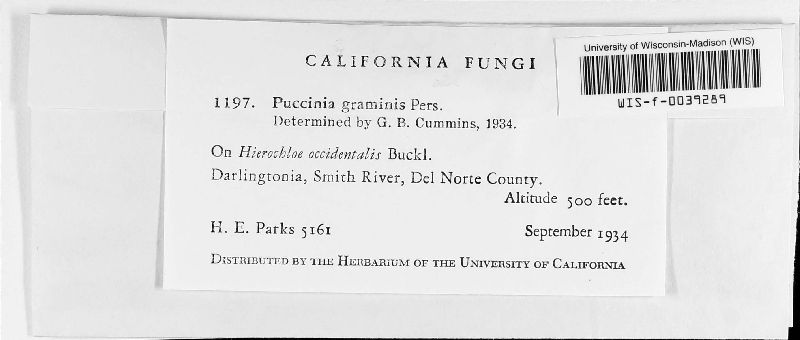 CALIFORNIA FUNGI
University of Wisconsin-Madison (WIS)
WIS-f-0039289
1197. Puccinia graminis Pers.
Determined by G. B. Cummins, 1934.
On Hierochloe occidentalis Buckl.
Darlingtonia, Smith River, Del Norte County.
Altitude 500 feet.
H. E. Parks 5161 September 1934
Distributed by the Herbarium of the University of California